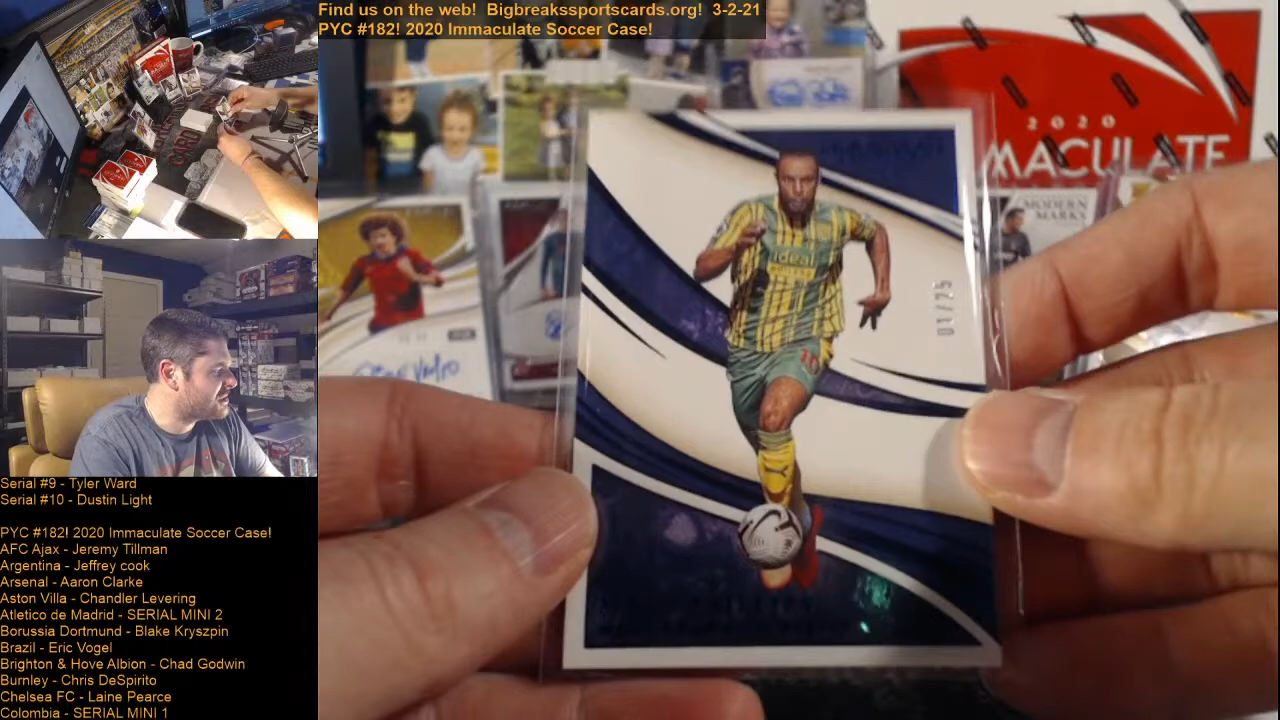 Find us on the web!  Bigbreakssportscards.org!  3-2-21
PYC #182! 2020 Immaculate Soccer Case!
2020
MACULATE
MODERN
MARKS
01/25
ideal
10
Serial #9 - Tyler Ward
Serial #10 - Dustin Light
PYC #182! 2020 Immaculate Soccer Case!
AFC Ajax - Jeremy Tillman
Argentina - Jeffrey cook
Arsenal - Aaron Clarke
Aston Villa - Chandler Levering
Atletico de Madrid - SERIAL MINI 2
Borussia Dortmund - Blake Kryszpin
Brazil - Eric Vogel
Brighton & Hove Albion - Chad Godwin
Burnley - Chris DeSpirito
Chelsea FC - Laine Pearce
Colombia - SERIAL MINI 1